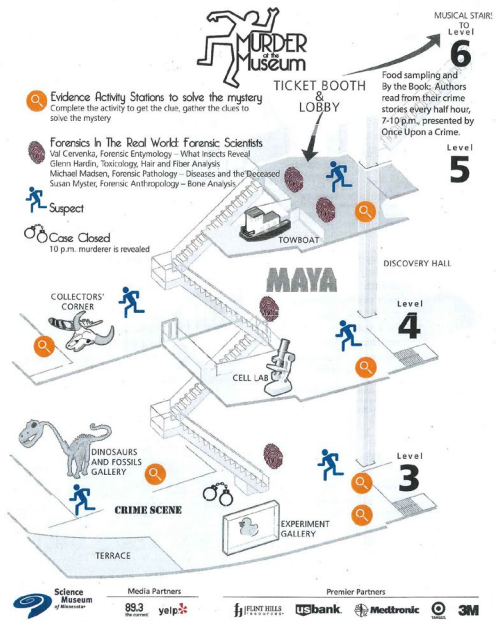 MURDER
at the
Museum
MUSICAL STAIRS
TO
Level
6
Food sampling and
By the Book: Authors
read from their crime
stories every half hour,
7-10 p.m., presented by
Once Upon a Crime.
TICKET BOOTH
&
LOBBY
Evidence Activity Stations to solve the mystery
Complete the activity to get the clue, gather the clues to
solve the mystery
Forensics In The Real World: Forensic Scientists
Val Cervenka, Forensic Entymology – What Insects Reveal
Glenn Hardin, Toxicology, Hair and Fiber Analysis
Michael Madsen, Forensic Pathology – Diseases and the Deceased
Susan Myster, Forensic Anthropology – Bone Analysis
Suspect
Case Closed
10 p.m. murderer is revealed
Level
5
TOWBOAT
DISCOVERY HALL
MAYA
COLLECTORS'
CORNER
Level
4
CELL LAB
DINOSAURS
AND FOSSILS
GALLERY
Level
3
CRIME SCENE
EXPERIMENT
GALLERY
TERRACE
Science
Museum
of Minnesota
Media Partners
89.3
the current
yelp
Premier Partners
FLINT HILLS
resources
usbank
Medtronic
TARGET
3M